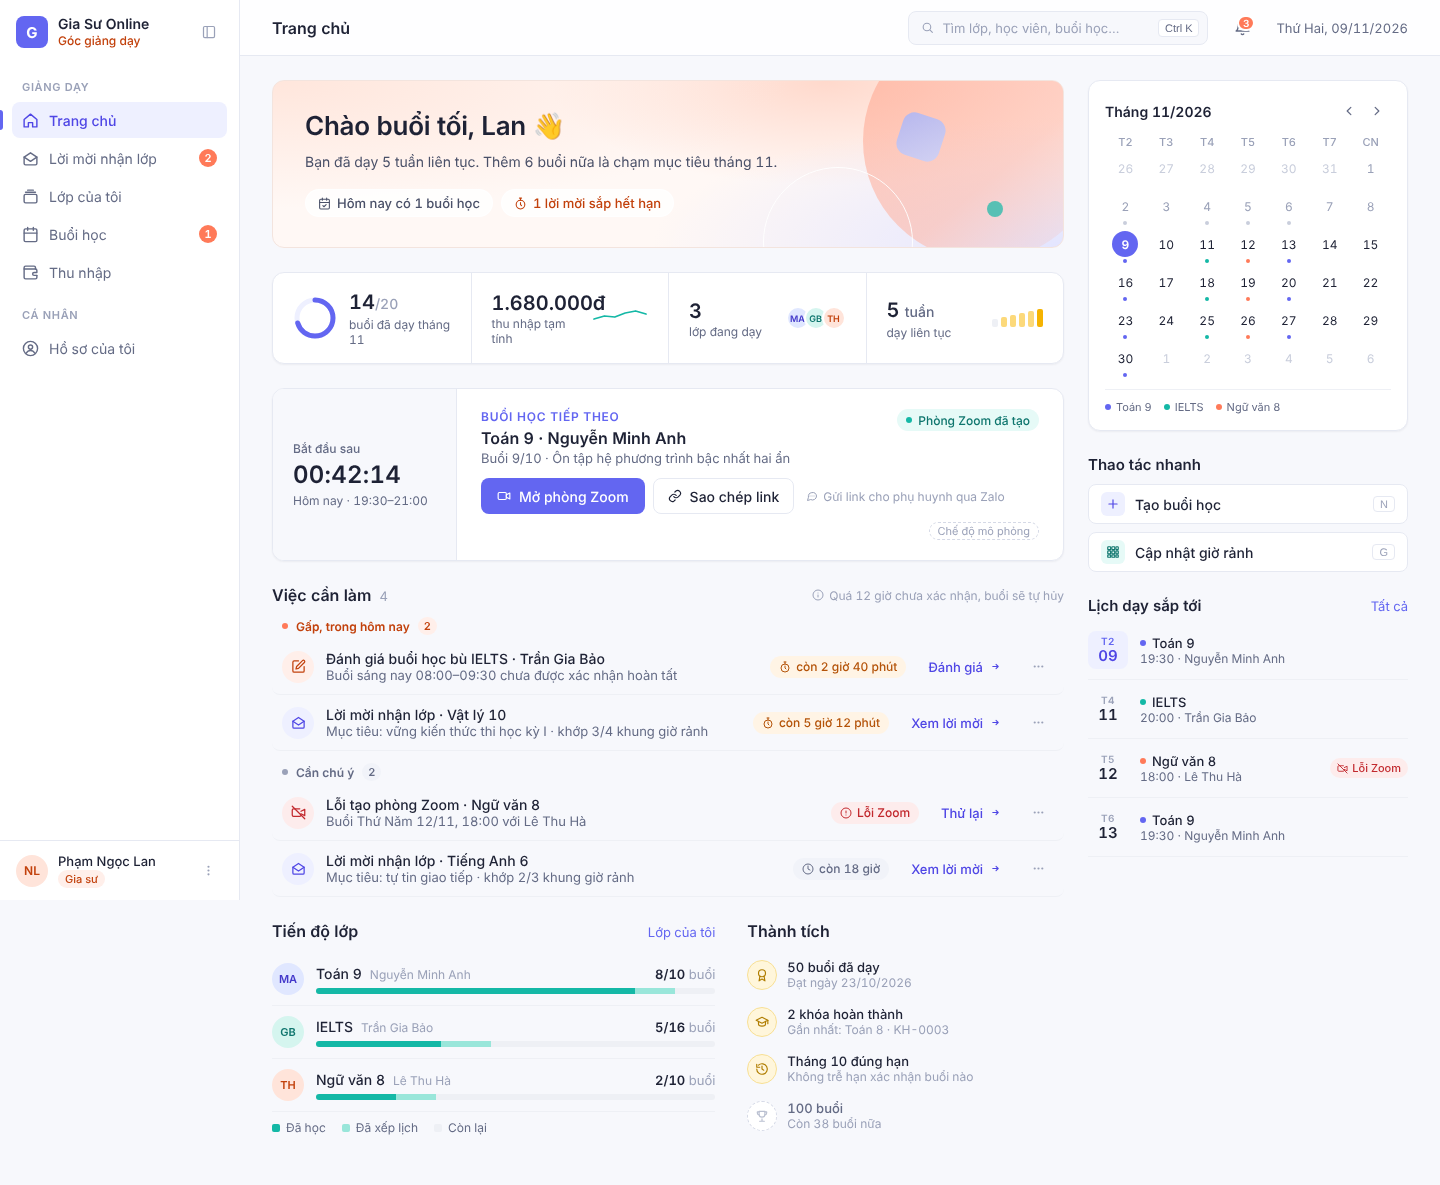 G
Gia Sư Online
Góc giảng dạy
GIẢNG DẠY
Trang chủ
Lời mời nhận lớp 2
Lớp của tôi
Buổi học 1
Thu nhập
CÁ NHÂN
Hồ sơ của tôi
NL
Phạm Ngọc Lan
Gia sư
Trang chủ
Tìm lớp, học viên, buổi học... Ctrl K
3
Thứ Hai, 09/11/2026
Chào buổi tối, Lan 👋
Bạn đã dạy 5 tuần liên tục. Thêm 6 buổi nữa là chạm mục tiêu tháng 11.
Hôm nay có 1 buổi học
1 lời mời sắp hết hạn
14/20
buổi đã dạy tháng
11
1.680.000đ
thu nhập tạm
tính
3
lớp đang dạy
MA GB TH
5 tuần
dạy liên tục
Bắt đầu sau
00:42:14
Hôm nay · 19:30–21:00
BUỔI HỌC TIẾP THEO
Phòng Zoom đã tạo
Toán 9 · Nguyễn Minh Anh
Buổi 9/10 · Ôn tập hệ phương trình bậc nhất hai ẩn
Mở phòng Zoom
Sao chép link
Gửi link cho phụ huynh qua Zalo
Chế độ mô phỏng
Việc cần làm 4
Quá 12 giờ chưa xác nhận, buổi sẽ tự hủy
Gấp, trong hôm nay 2
Đánh giá buổi học bù IELTS · Trần Gia Bảo
Buổi sáng nay 08:00–09:30 chưa được xác nhận hoàn tất
còn 2 giờ 40 phút
Đánh giá
Lời mời nhận lớp · Vật lý 10
Mục tiêu: vững kiến thức thi học kỳ I · khớp 3/4 khung giờ rảnh
còn 5 giờ 12 phút
Xem lời mời
Cần chú ý 2
Lỗi tạo phòng Zoom · Ngữ văn 8
Buổi Thứ Năm 12/11, 18:00 với Lê Thu Hà
Lỗi Zoom
Thử lại
Lời mời nhận lớp · Tiếng Anh 6
Mục tiêu: tự tin giao tiếp · khớp 2/3 khung giờ rảnh
còn 18 giờ
Xem lời mời
Tiến độ lớp
Lớp của tôi
MA
Toán 9 Nguyễn Minh Anh
8/10 buổi
GB
IELTS Trần Gia Bảo
5/16 buổi
TH
Ngữ văn 8 Lê Thu Hà
2/10 buổi
Đã học
Đã xếp lịch
Còn lại
Thành tích
50 buổi đã dạy
Đạt ngày 23/10/2026
2 khóa hoàn thành
Gần nhất: Toán 8 · KH-0003
Tháng 10 đúng hạn
Không trễ hạn xác nhận buổi nào
100 buổi
Còn 38 buổi nữa
Tháng 11/2026
T2 T3 T4 T5 T6 T7 CN
26 27 28 29 30 31 1
2 3 4 5 6 7 8
9 10 11 12 13 14 15
16 17 18 19 20 21 22
23 24 25 26 27 28 29
30 1 2 3 4 5 6
Toán 9
IELTS
Ngữ văn 8
Thao tác nhanh
Tạo buổi học N
Cập nhật giờ rảnh G
Lịch dạy sắp tới
Tất cả
T2
09
Toán 9
19:30 · Nguyễn Minh Anh
T4
11
IELTS
20:00 · Trần Gia Bảo
T5
12
Ngữ văn 8
18:00 · Lê Thu Hà
Lỗi Zoom
T6
13
Toán 9
19:30 · Nguyễn Minh Anh